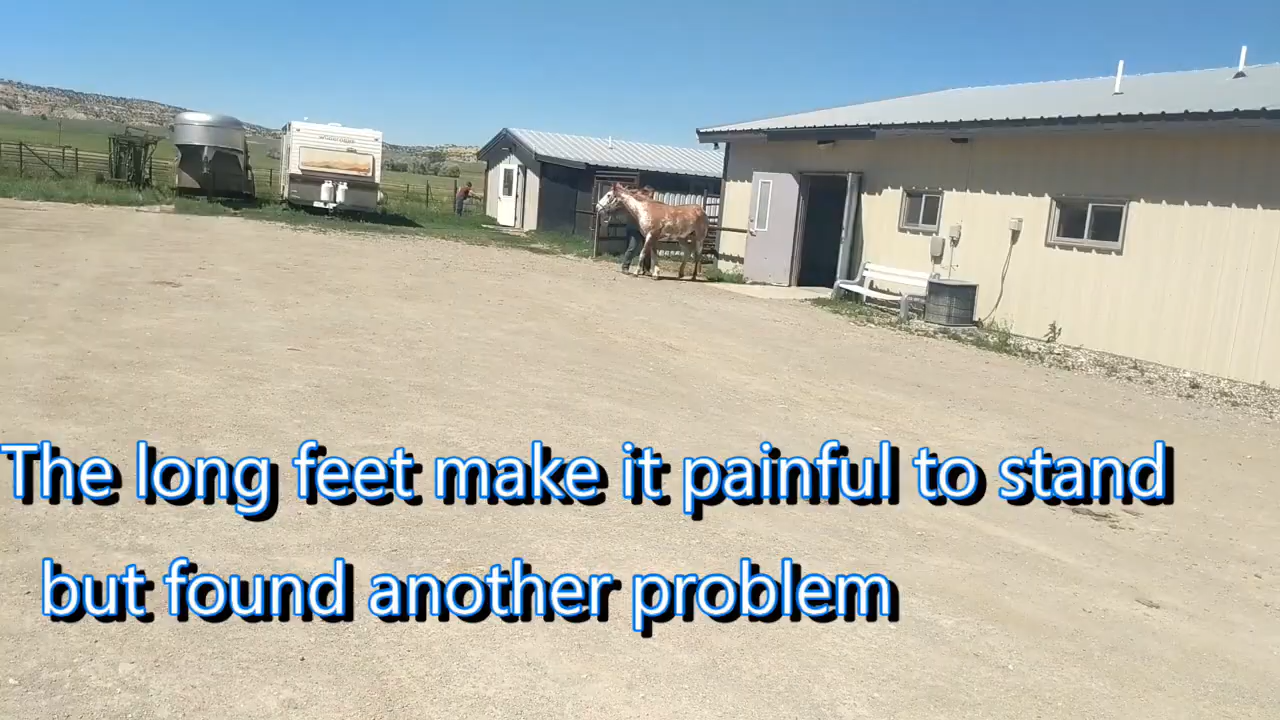 The long feet make it painful to stand
but found another problem